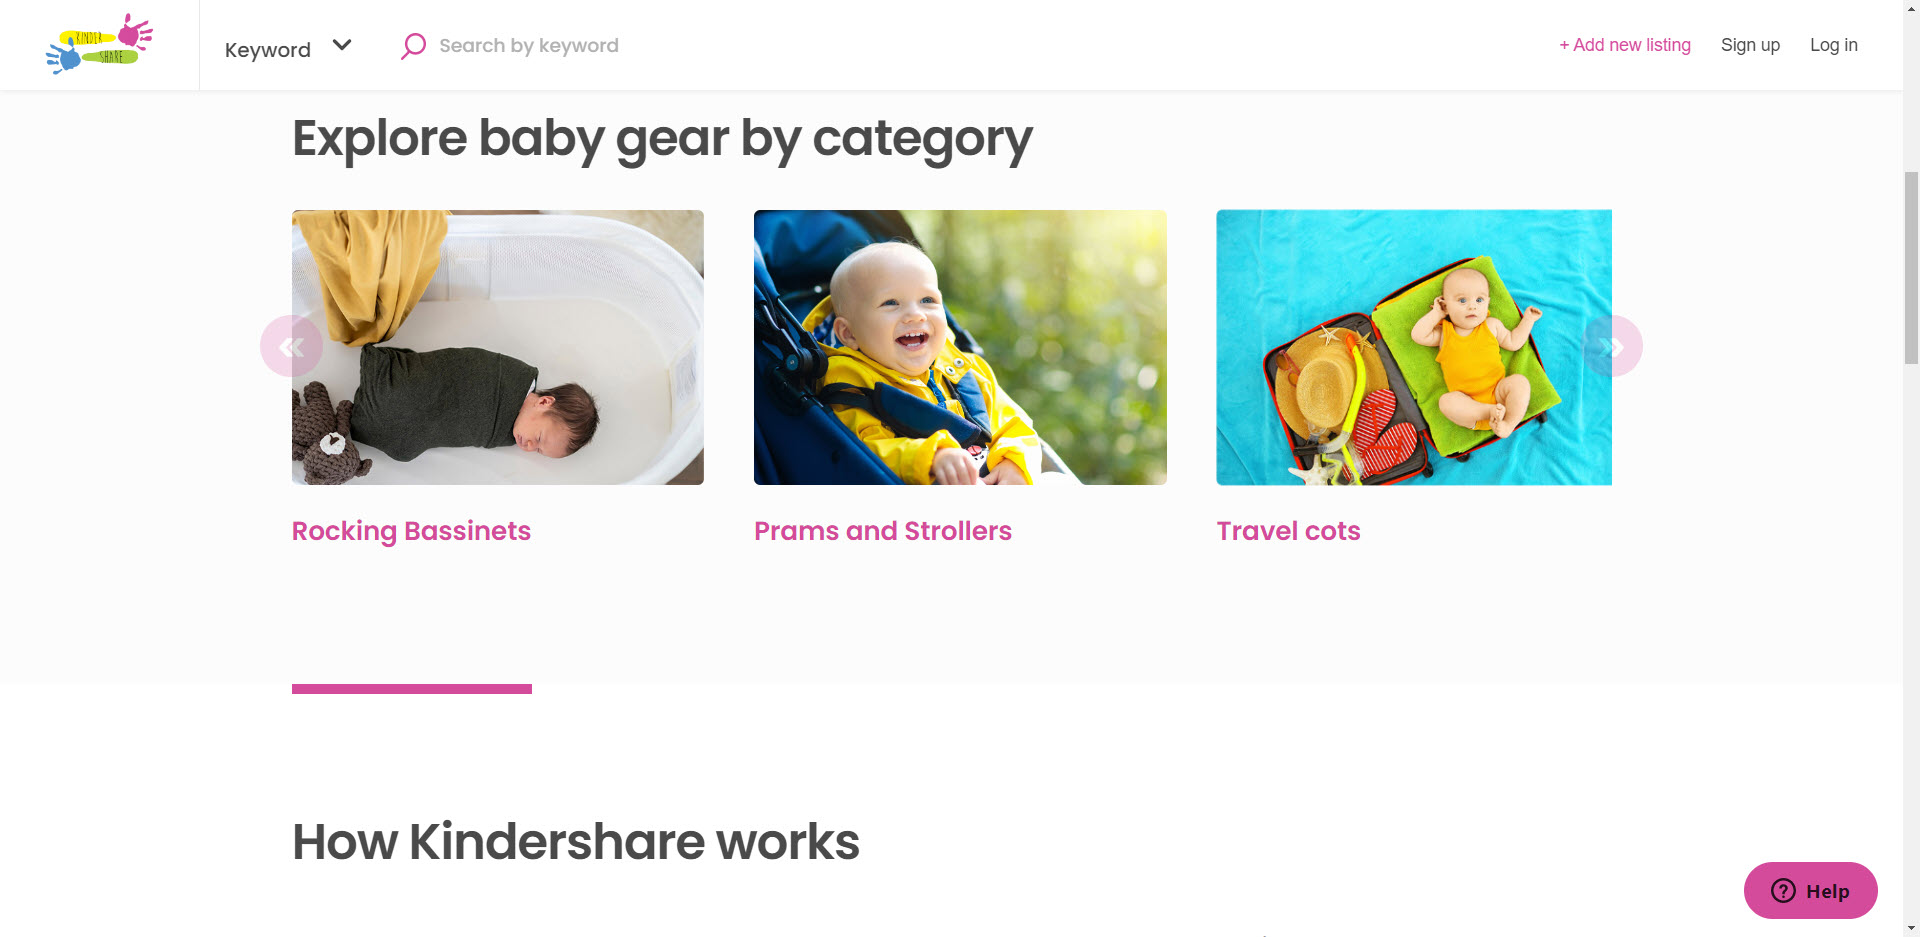 KINDER
SHARE
Keyword
Search by keyword
+ Add new listing
Sign up
Log in
Explore baby gear by category
Rocking Bassinets
Prams and Strollers
Travel cots
How Kindershare works
Help